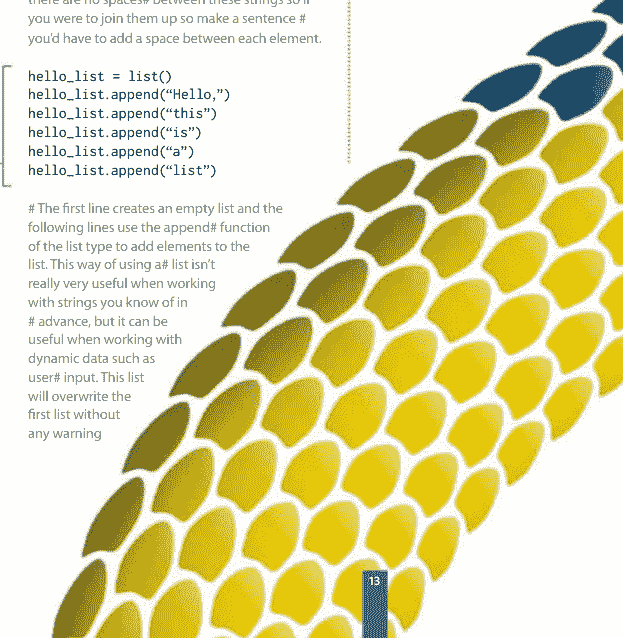 there are no spaces# between these strings so if
you were to join them up so make a sentence #
you'd have to add a space between each element.
hello_list = list()
hello_list.append(“Hello,”)
hello_list.append(“this”)
hello_list.append(“is”)
hello_list.append(“a”)
hello_list.append(“list”)
# The first line creates an empty list and the
following lines use the append# function
of the list type to add elements to the
list. This way of using a# list isn't
really very useful when working
with strings you know of in
# advance, but it can be
useful when working with
dynamic data such as
user# input. This list
will overwrite the
first list without
any warning
13